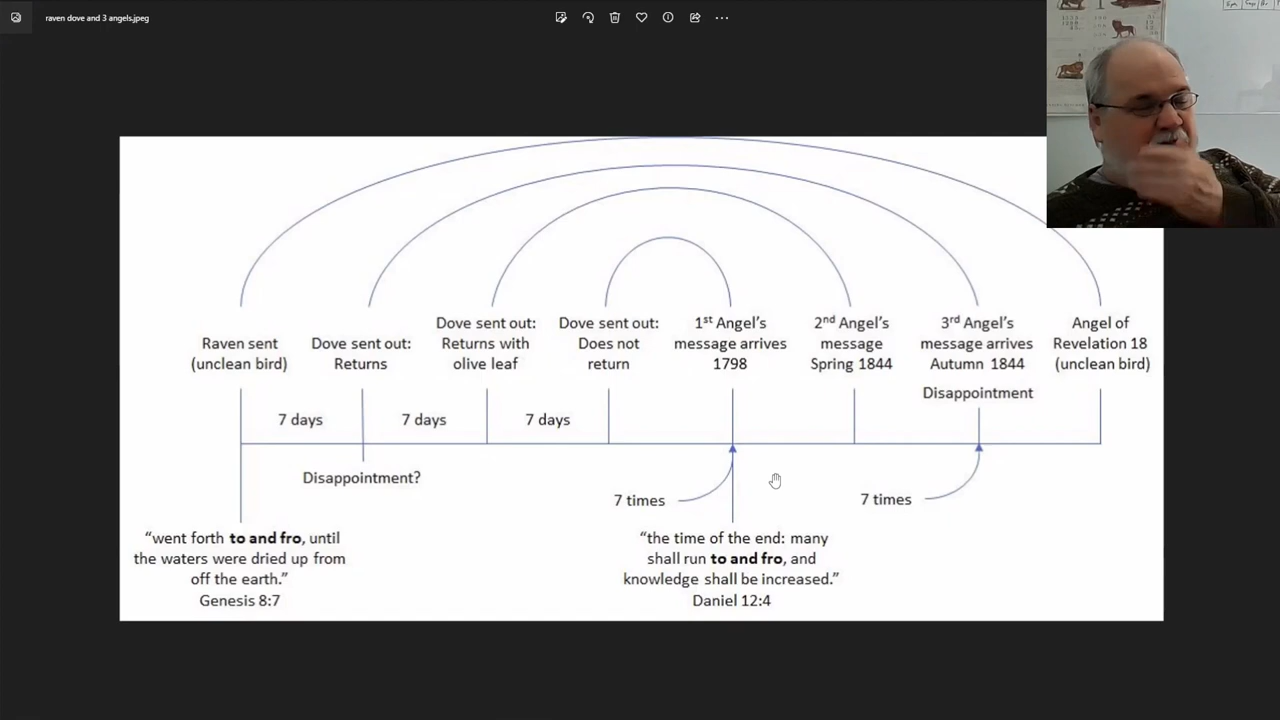 raven dove and 3 angels.jpeg
Raven sent
(unclean bird)
Dove sent out:
Returns
Dove sent out:
Returns with
olive leaf
Dove sent out:
Does not
return
1st Angel's
message arrives
1798
2nd Angel's
message
Spring 1844
3rd Angel's
message arrives
Autumn 1844
Disappointment
Angel of
Revelation 18
(unclean bird)
7 days
7 days
7 days
Disappointment?
7 times
7 times
“went forth to and fro, until
the waters were dried up from
off the earth.”
Genesis 8:7
“the time of the end: many
shall run to and fro, and
knowledge shall be increased.”
Daniel 12:4